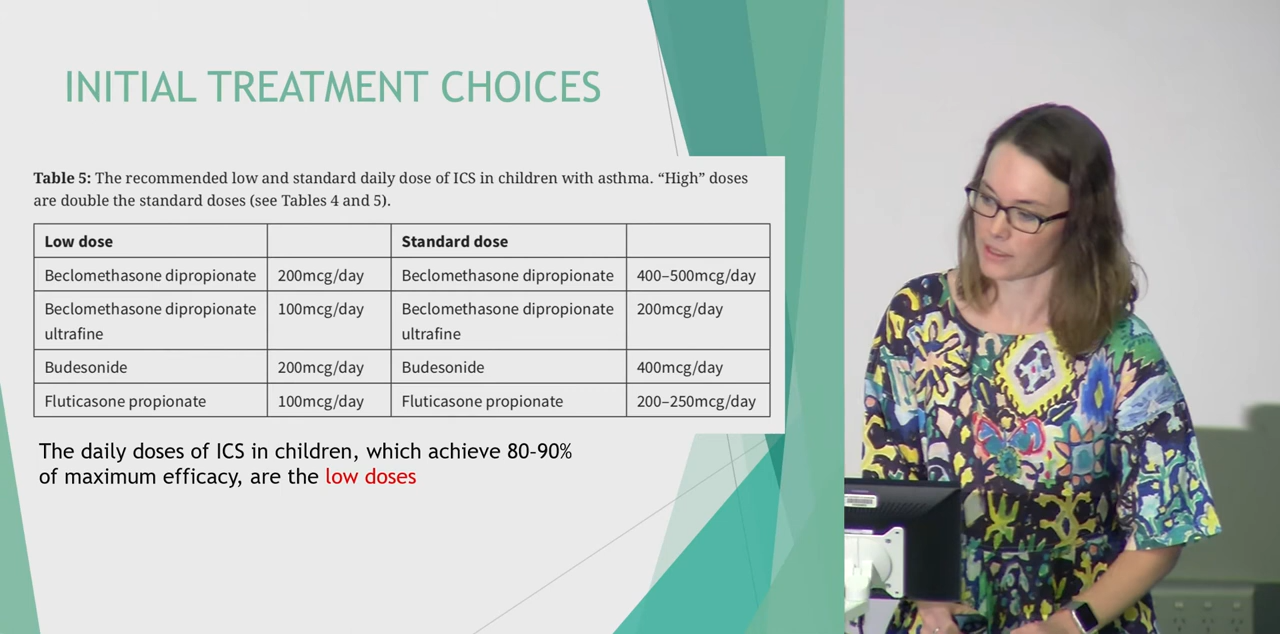 INITIAL TREATMENT CHOICES
Table 5: The recommended low and standard daily dose of ICS in children with asthma. “High” doses
are double the standard doses (see Tables 4 and 5).
Low dose Standard dose
Beclomethasone dipropionate 200mcg/day Beclomethasone dipropionate 400–500mcg/day
Beclomethasone dipropionate 100mcg/day Beclomethasone dipropionate 200mcg/day
ultrafine ultrafine
Budesonide 200mcg/day Budesonide 400mcg/day
Fluticasone propionate 100mcg/day Fluticasone propionate 200–250mcg/day
The daily doses of ICS in children, which achieve 80-90%
of maximum efficacy, are the low doses